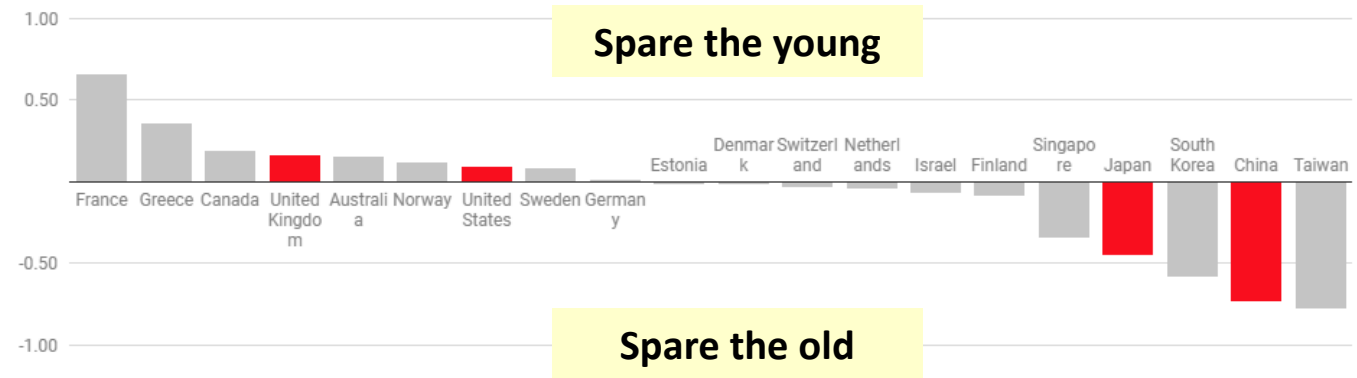 1.00
Spare the young
0.50
Estonia
Denmar
k
Switzerl
and
Netherl
ands
Israel
Finland
Singapo
re
Japan
South
Korea
China
Taiwan
France
Greece
Canada
United
Kingdo
m
Australi
a
Norway
United
States
Sweden
German
y
-0.50
Spare the old
-1.00